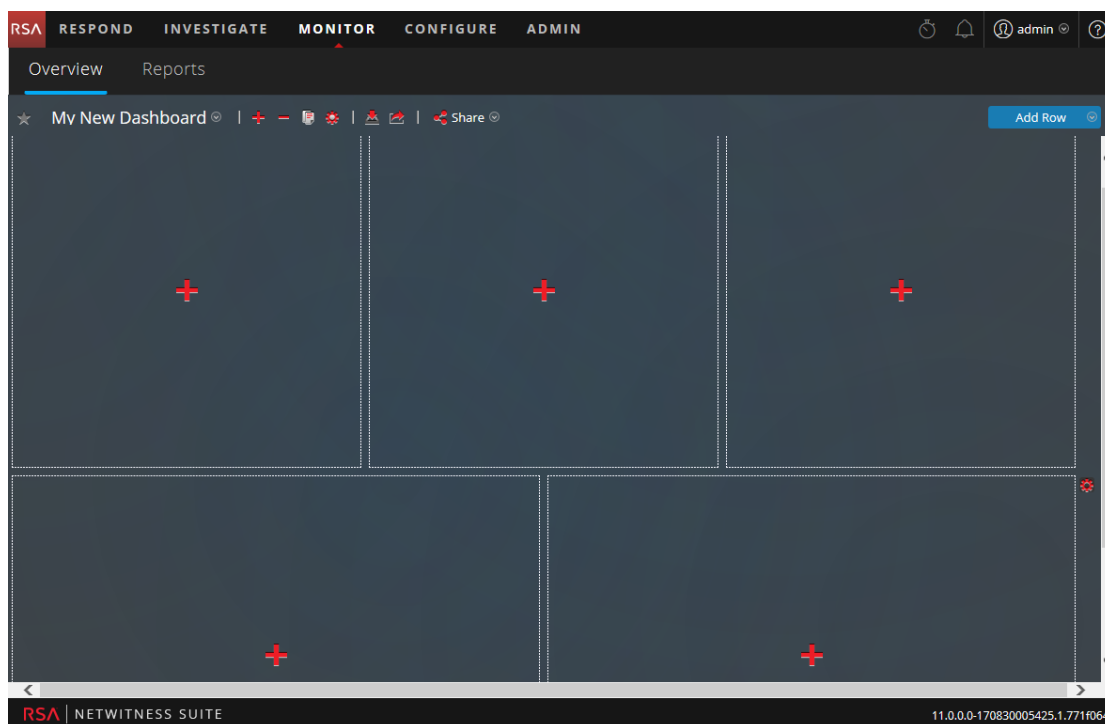 RSA RESPOND INVESTIGATE MONITOR CONFIGURE ADMIN admin
Overview Reports
My New Dashboard Share Add Row
RSA NETWITNESS SUITE 11.0.0.0-170830005425.1.771f064